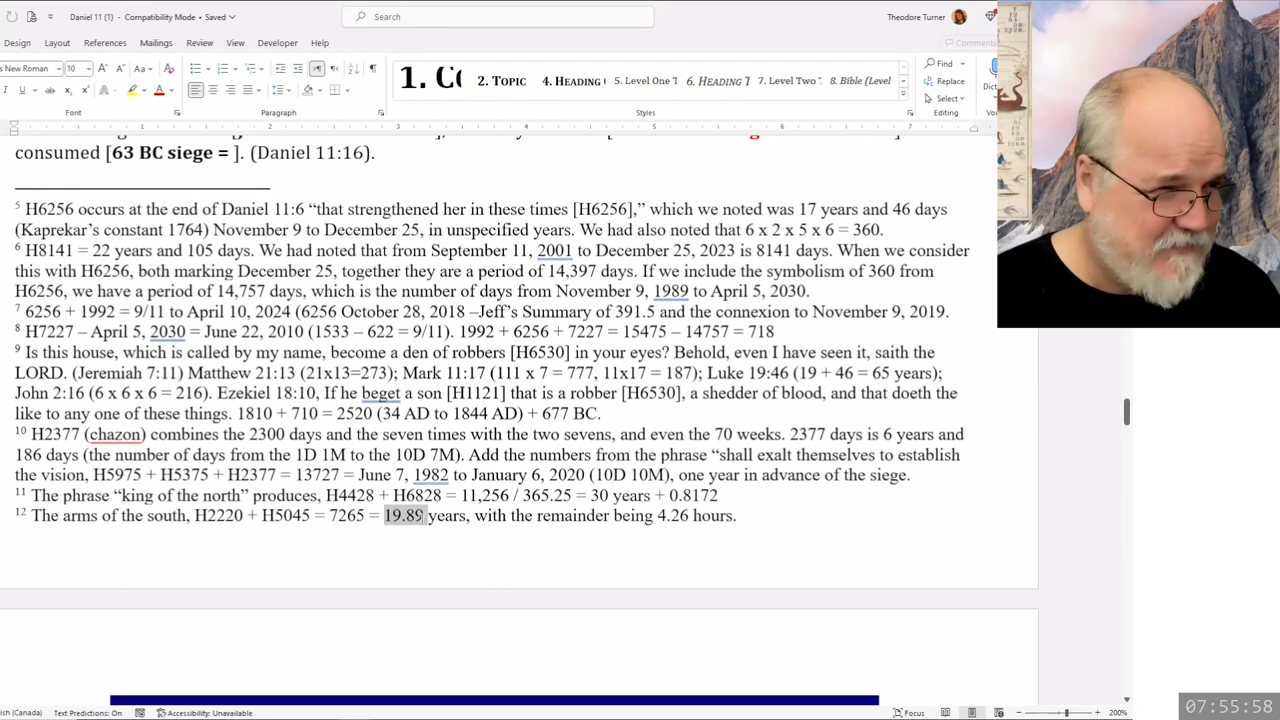 Daniel 11 (1) - Compatibility Mode • Saved
Search
Theodore Turner
Design Layout References Mailings Review View Developer Help
Comments
New Roman 10
Aa
1. 2. TOPIC 4. HEADING 5. Level One 6. HEADING 7. Level Two 8. Bible (Level
Find
Replace
Select
Font Paragraph Styles Editing
1 2 3 4 5 6 7
consumed [63 BC siege = ]. (Daniel 11:16).
5 H6256 occurs at the end of Daniel 11:6 “that strengthened her in these times [H6256],” which we noted was 17 years and 46 days
(Kaprekar’s constant 1764) November 9 to December 25, in unspecified years. We had also noted that 6 x 2 x 5 x 6 = 360.
6 H8141 = 22 years and 105 days. We had noted that from September 11, 2001 to December 25, 2023 is 8141 days. When we consider
this with H6256, both marking December 25, together they are a period of 14,397 days. If we include the symbolism of 360 from
H6256, we have a period of 14,757 days, which is the number of days from November 9, 1989 to April 5, 2030.
7 6256 + 1992 = 9/11 to April 10, 2024 (6256 October 28, 2018 –Jeff’s Summary of 391.5 and the connexion to November 9, 2019.
8 H7227 – April 5, 2030 = June 22, 2010 (1533 – 622 = 9/11). 1992 + 6256 + 7227 = 15475 – 14757 = 718
9 Is this house, which is called by my name, become a den of robbers [H6530] in your eyes? Behold, even I have seen it, saith the
LORD. (Jeremiah 7:11) Matthew 21:13 (21x13=273); Mark 11:17 (111 x 7 = 777, 11x17 = 187); Luke 19:46 (19 + 46 = 65 years);
John 2:16 (6 x 6 x 6 = 216). Ezekiel 18:10, If he beget a son [H1121] that is a robber [H6530], a shedder of blood, and that doeth the
like to any one of these things. 1810 + 710 = 2520 (34 AD to 1844 AD) + 677 BC.
10 H2377 (chazon) combines the 2300 days and the seven times with the two sevens, and even the 70 weeks. 2377 days is 6 years and
186 days (the number of days from the 1D 1M to the 10D 7M). Add the numbers from the phrase “shall exalt themselves to establish
the vision, H5975 + H5375 + H2377 = 13727 = June 7, 1982 to January 6, 2020 (10D 10M), one year in advance of the siege.
11 The phrase “king of the north” produces, H4428 + H6828 = 11,256 / 365.25 = 30 years + 0.8172
12 The arms of the south, H2220 + H5045 = 7265 = 19.89 years, with the remainder being 4.26 hours.
(Canada) Text Predictions: On Accessibility: Unavailable Focus 200%
07:55:58